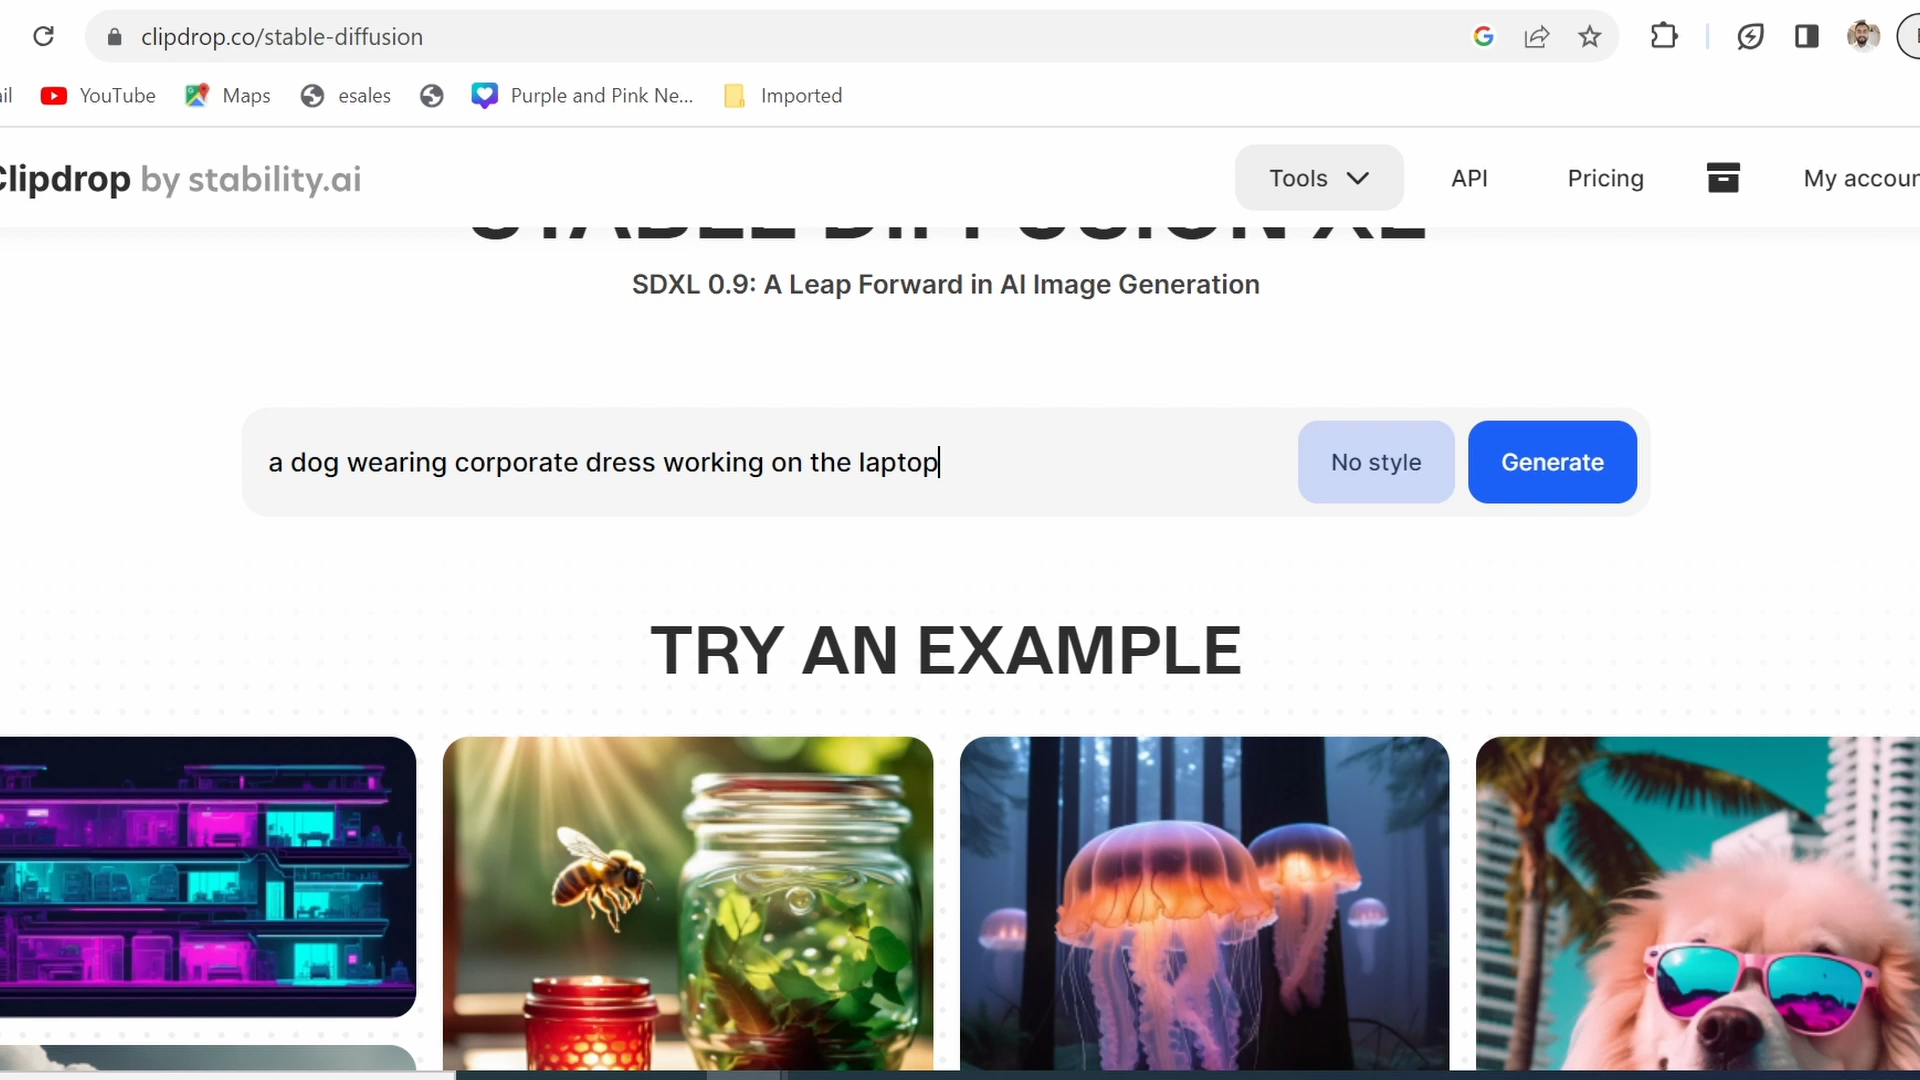 clipdrop.co/stable-diffusion
YouTube Maps esales Purple and Pink Ne... Imported
Clipdrop by stability.ai
Tools API Pricing My accoun
STABLE DIFFUSION XL
SDXL 0.9: A Leap Forward in AI Image Generation
a dog wearing corporate dress working on the laptop
No style Generate
TRY AN EXAMPLE